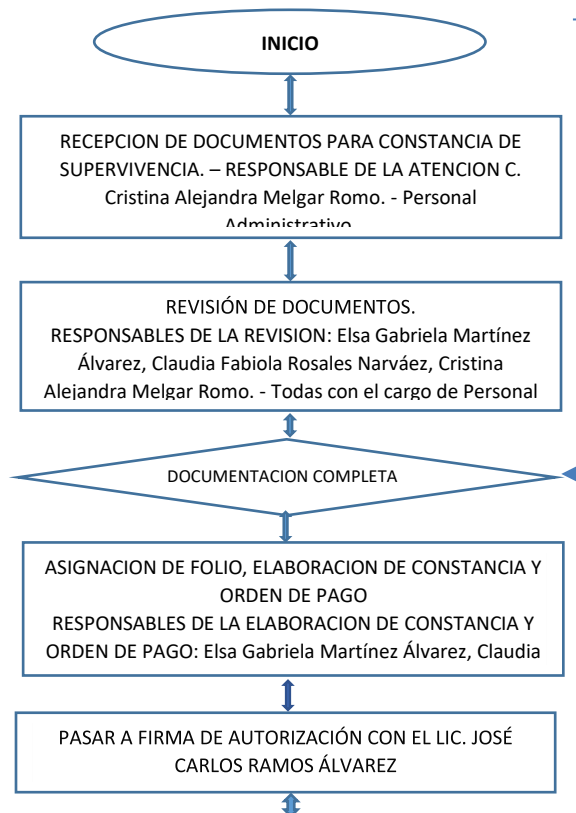 INICIO
RECEPCION DE DOCUMENTOS PARA CONSTANCIA DE
SUPERVIVENCIA. – RESPONSABLE DE LA ATENCION C.
Cristina Alejandra Melgar Romo. - Personal
Administrativo
REVISIÓN DE DOCUMENTOS.
RESPONSABLES DE LA REVISION: Elsa Gabriela Martínez
Álvarez, Claudia Fabiola Rosales Narváez, Cristina
Alejandra Melgar Romo. - Todas con el cargo de Personal
DOCUMENTACION COMPLETA
ASIGNACION DE FOLIO, ELABORACION DE CONSTANCIA Y
ORDEN DE PAGO
RESPONSABLES DE LA ELABORACION DE CONSTANCIA Y
ORDEN DE PAGO: Elsa Gabriela Martínez Álvarez, Claudia
PASAR A FIRMA DE AUTORIZACIÓN CON EL LIC. JOSÉ
CARLOS RAMOS ÁLVAREZ